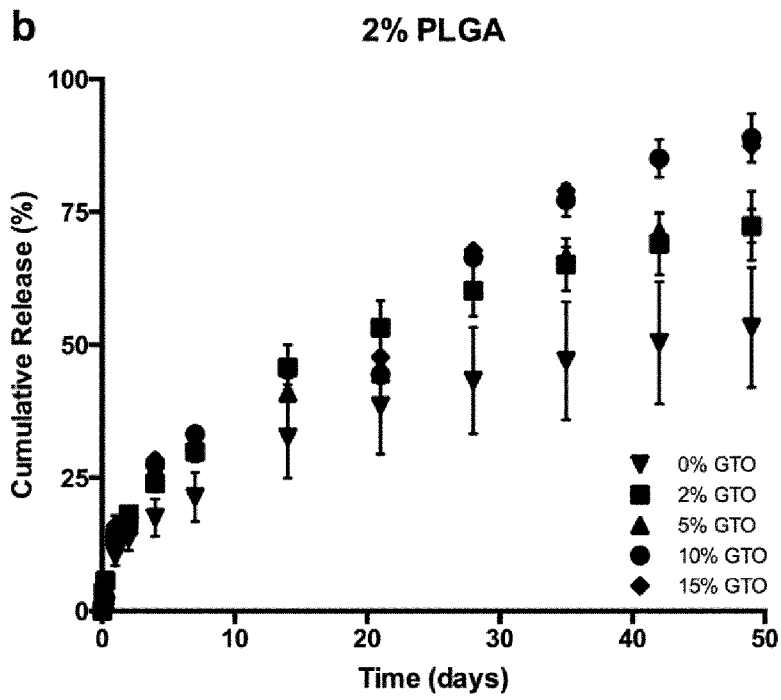 b
2% PLGA
100
75
50
25
0
Cumulative Release (%)
0% GTO
2% GTO
5% GTO
10% GTO
15% GTO
0 10 20 30 40 50
Time (days)